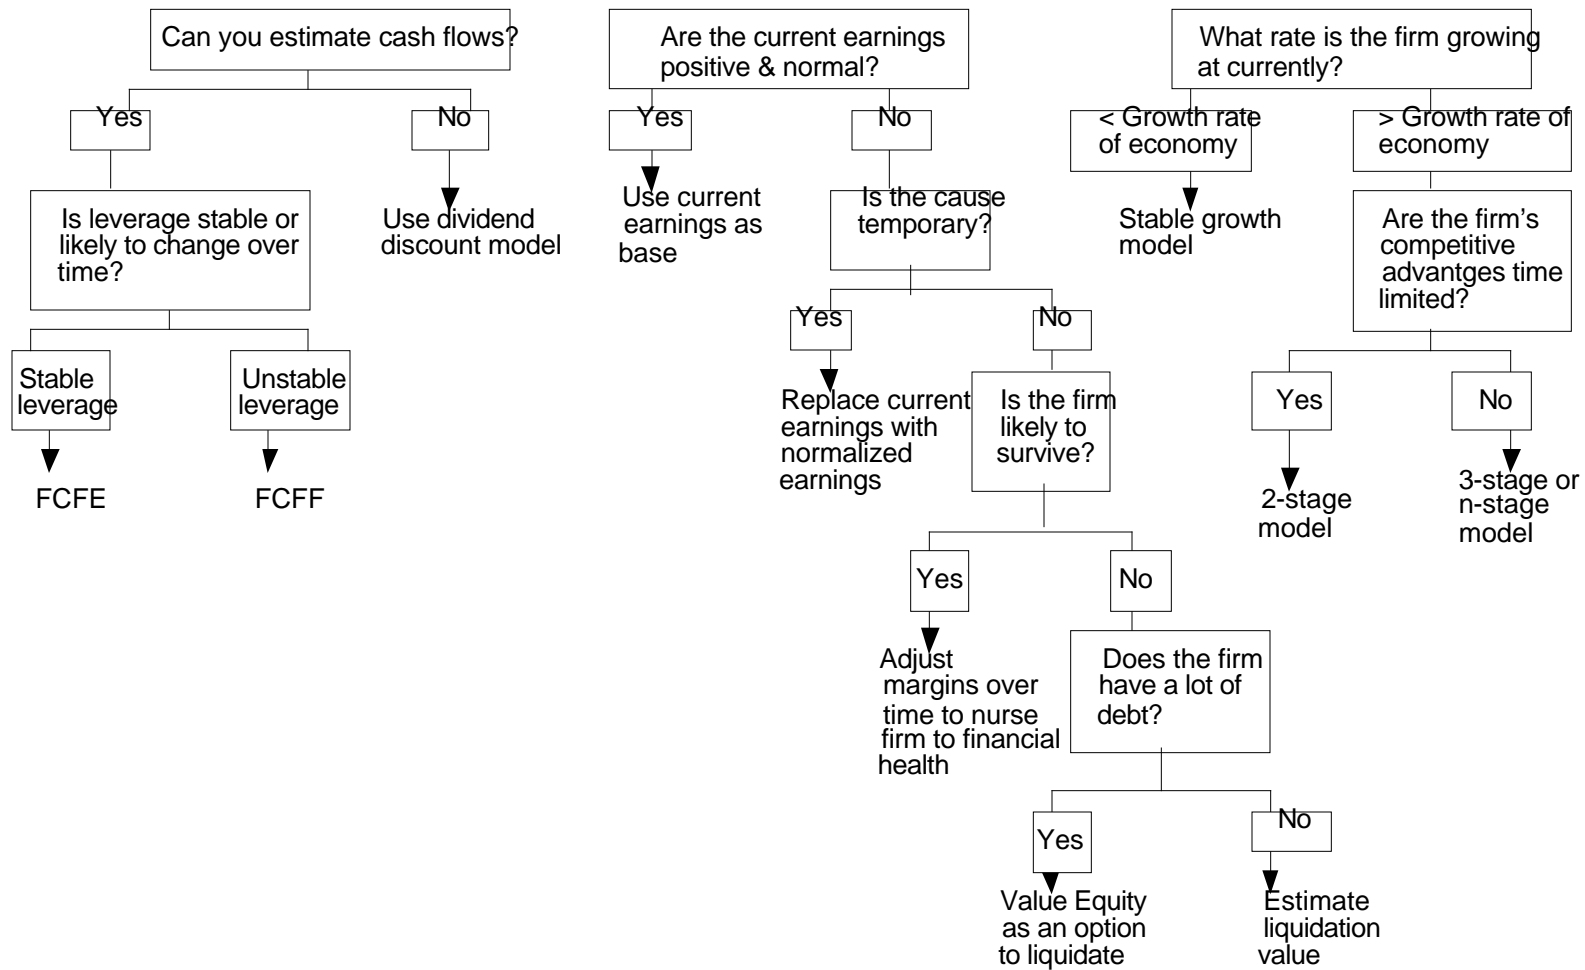 Can you estimate cash flows?
Yes
No
Is leverage stable or
likely to change over
time?
Use dividend
discount model
Stable
leverage
Unstable
leverage
FCFE
FCFF
Are the current earnings
positive & normal?
Yes
No
Use current
earnings as
base
Is the cause
temporary?
Yes
No
Replace current
earnings with
normalized
earnings
Is the firm
likely to
survive?
Yes
No
Adjust
margins over
time to nurse
firm to financial
health
Does the firm
have a lot of
debt?
Yes
No
Value Equity
as an option
to liquidate
Estimate
liquidation
value
What rate is the firm growing
at currently?
< Growth rate
of economy
> Growth rate of
economy
Stable growth
model
Are the firm’s
competitive
advantges time
limited?
Yes
No
2-stage
model
3-stage or
n-stage
model